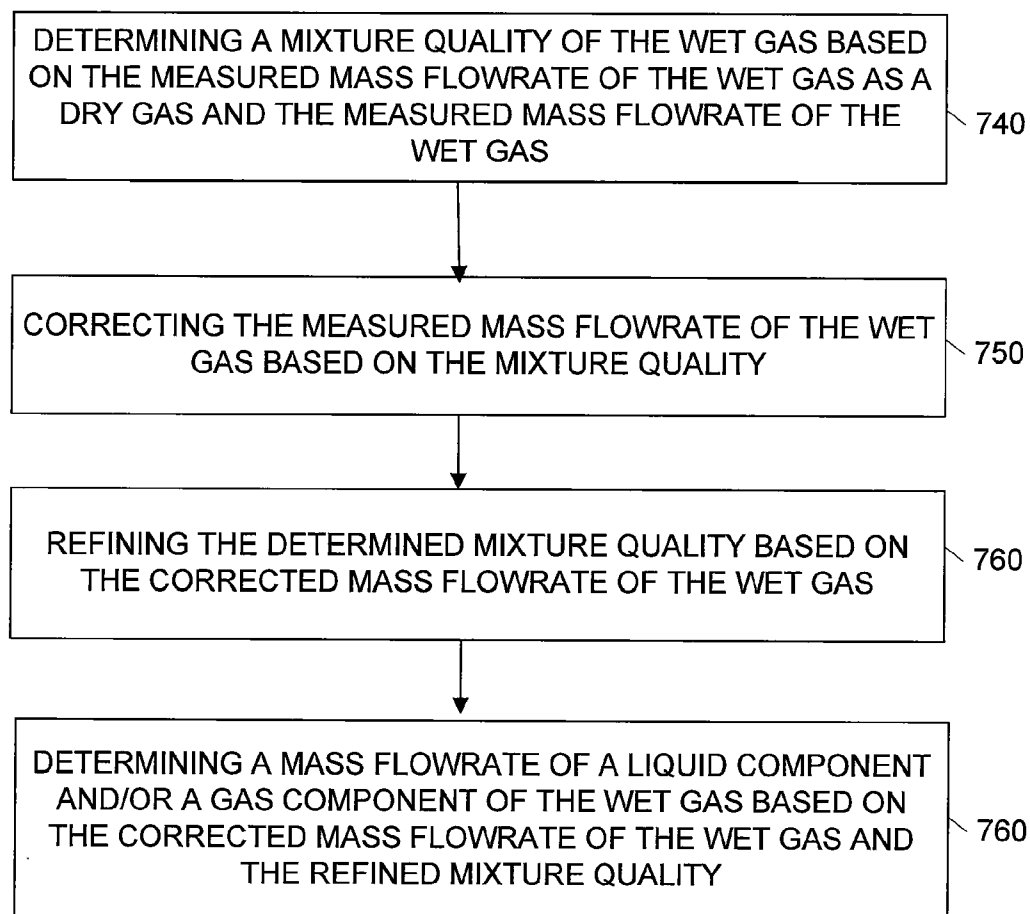 DETERMINING A MIXTURE QUALITY OF THE WET GAS BASED
ON THE MEASURED MASS FLOWRATE OF THE WET GAS AS A
DRY GAS AND THE MEASURED MASS FLOWRATE OF THE
WET GAS
740
CORRECTING THE MEASURED MASS FLOWRATE OF THE WET
GAS BASED ON THE MIXTURE QUALITY
750
REFINING THE DETERMINED MIXTURE QUALITY BASED ON
THE CORRECTED MASS FLOWRATE OF THE WET GAS
760
DETERMINING A MASS FLOWRATE OF A LIQUID COMPONENT
AND/OR A GAS COMPONENT OF THE WET GAS BASED ON
THE CORRECTED MASS FLOWRATE OF THE WET GAS AND
THE REFINED MIXTURE QUALITY
760